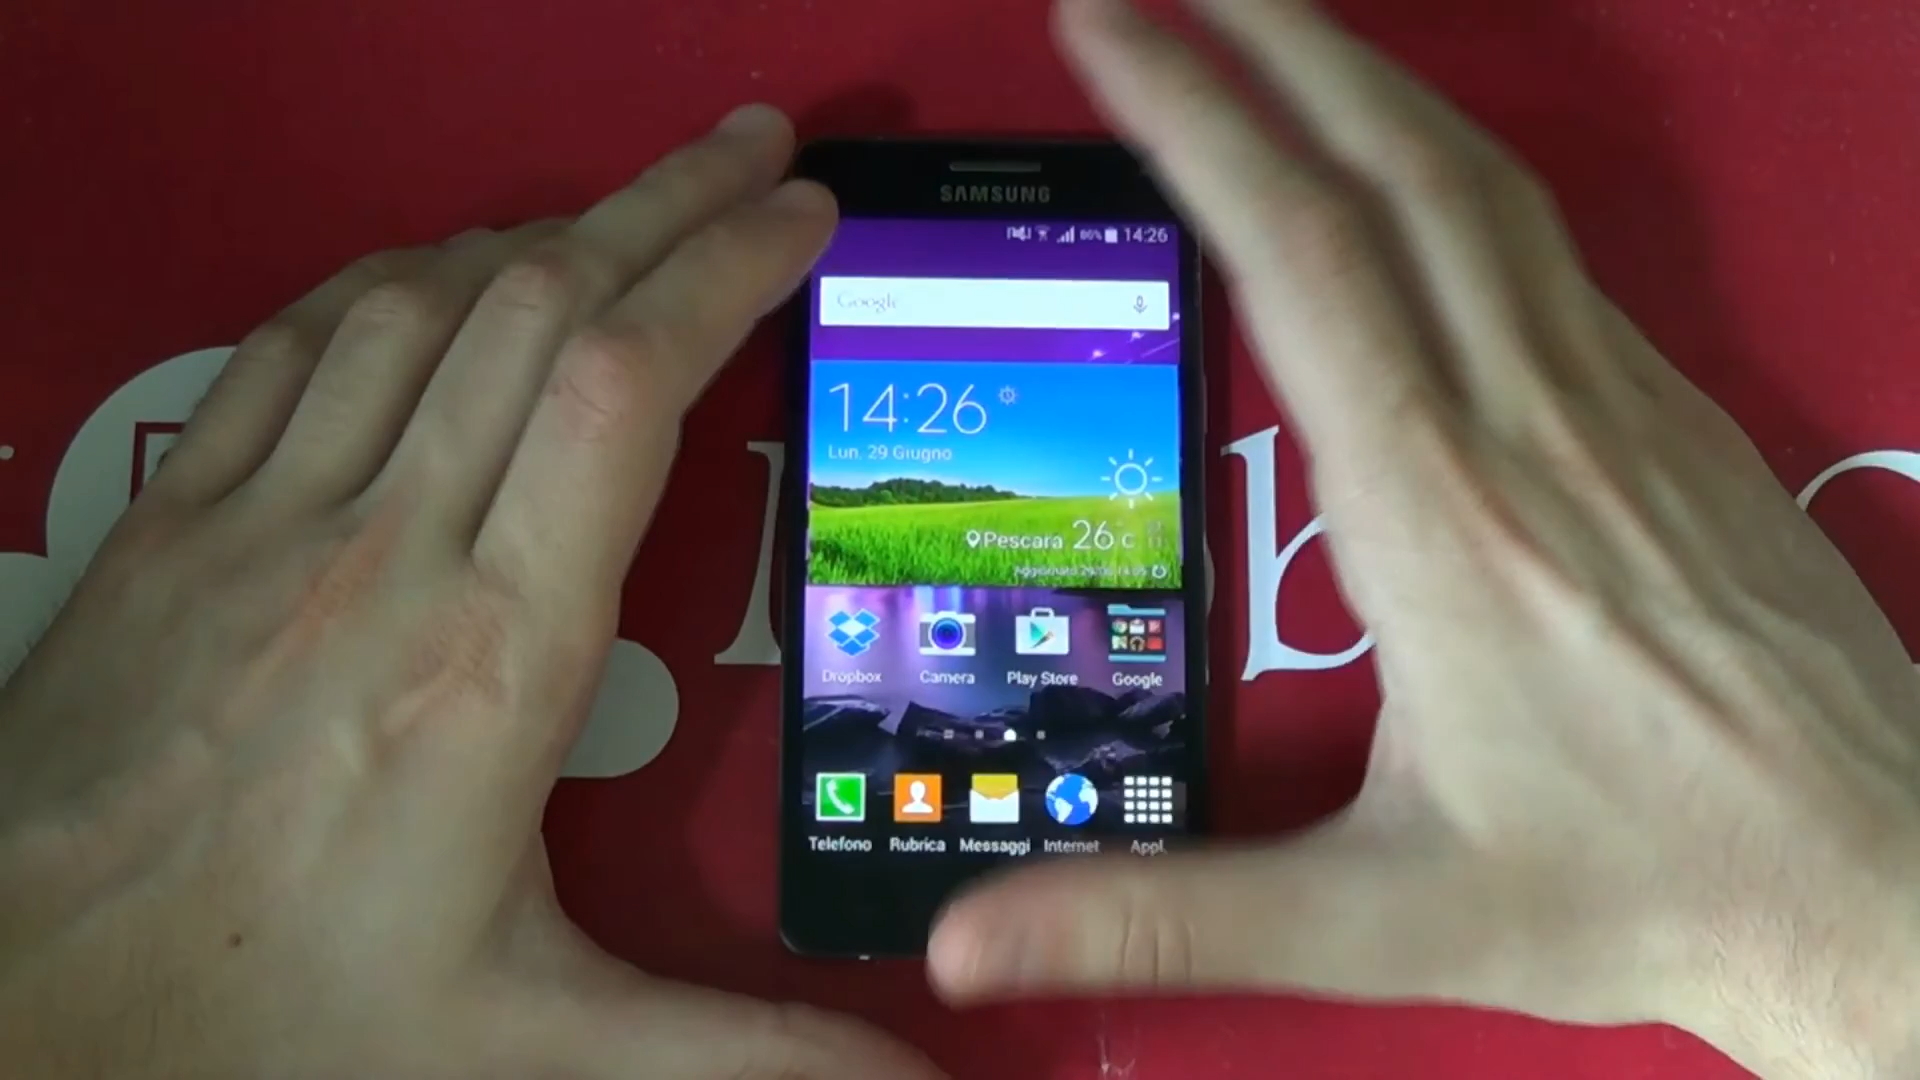 SAMSUNG
86% 14:26
Google
14:26
Lun. 29 Giugno
Pescara 26 C
Dropbox Camera Play Store Google
Telefono Rubrica Messaggi Internet Appl.
b